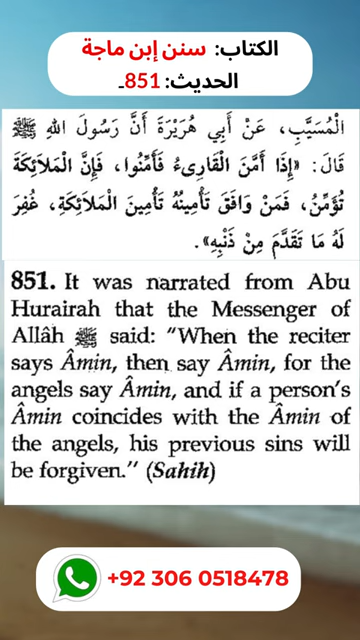 الكتاب: سنن إبن ماجة
الحديث: 851ـ
الْمُسَيَّبِ، عَنْ أَبِي هُرَيْرَةَ أَنَّ رَسُولَ اللهِ ﷺ
قَالَ: «إِذَا أَمَّنَ الْقَارِىءُ فَأَمِّنُوا، فَإِنَّ الْمَلَائِكَةَ
تُؤَمِّنُ، فَمَنْ وَافَقَ تَأْمِينُهُ تَأْمِينَ الْمَلَائِكَةِ، غُفِرَ
لَهُ مَا تَقَدَّمَ مِنْ ذَنْبِهِ».
851. It was narrated from Abu
Hurairah that the Messenger of
Allâh ﷺ said: "When the reciter
says Âmin, then say Âmin, for the
angels say Âmin, and if a person's
Âmin coincides with the Âmin of
the angels, his previous sins will
be forgiven." (Sahih)
+92 306 0518478